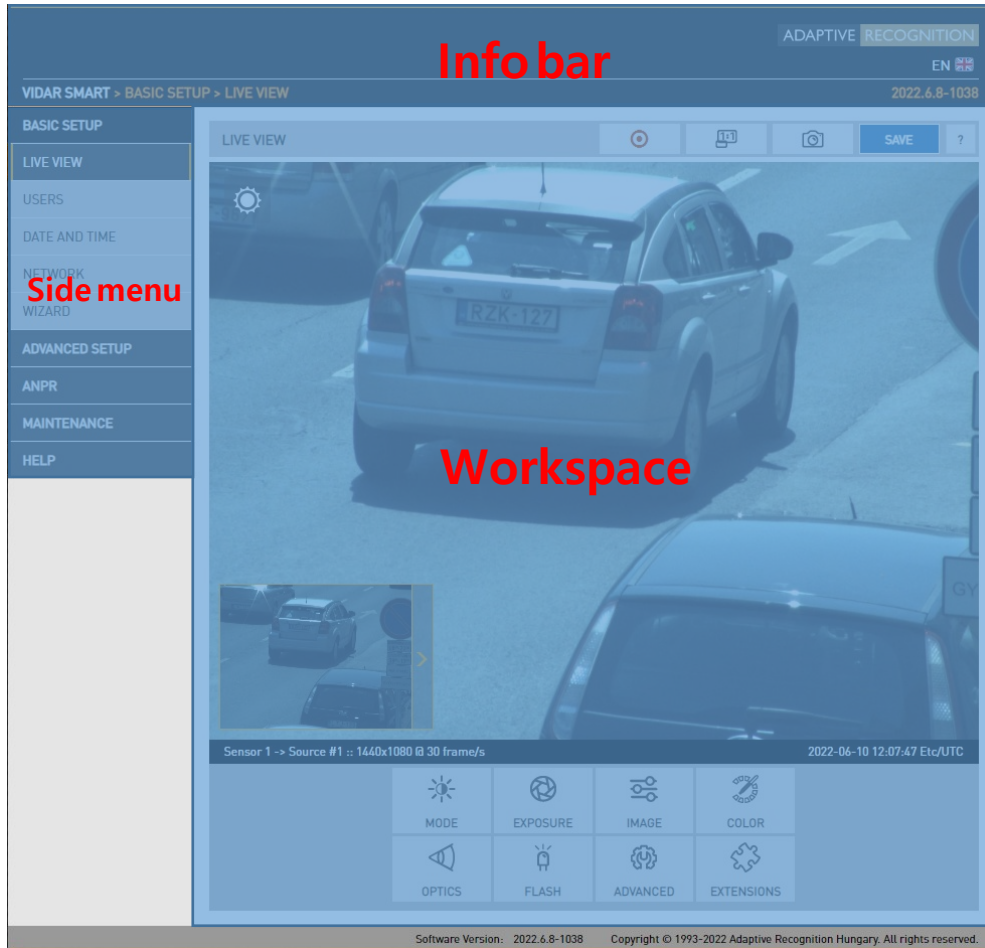 ADAPTIVE RECOGNITION
Info bar
EN
VIDAR SMART > BASIC SETUP > LIVE VIEW 2022.6.8-1038
BASIC SETUP
LIVE VIEW
USERS
DATE AND TIME
NETWORK
Side menu
WIZARD
ADVANCED SETUP
ANPR
MAINTENANCE
HELP
LIVE VIEW 1:1 SAVE ?
RZK-127
Workspace
GY
Sensor 1 -> Source #1 :: 1440x1080 @ 30 frame/s 2022-06-10 12:07:47 Etc/UTC
MODE EXPOSURE IMAGE COLOR
OPTICS FLASH ADVANCED EXTENSIONS
Software Version: 2022.6.8-1038 Copyright © 1993-2022 Adaptive Recognition Hungary. All rights reserved.